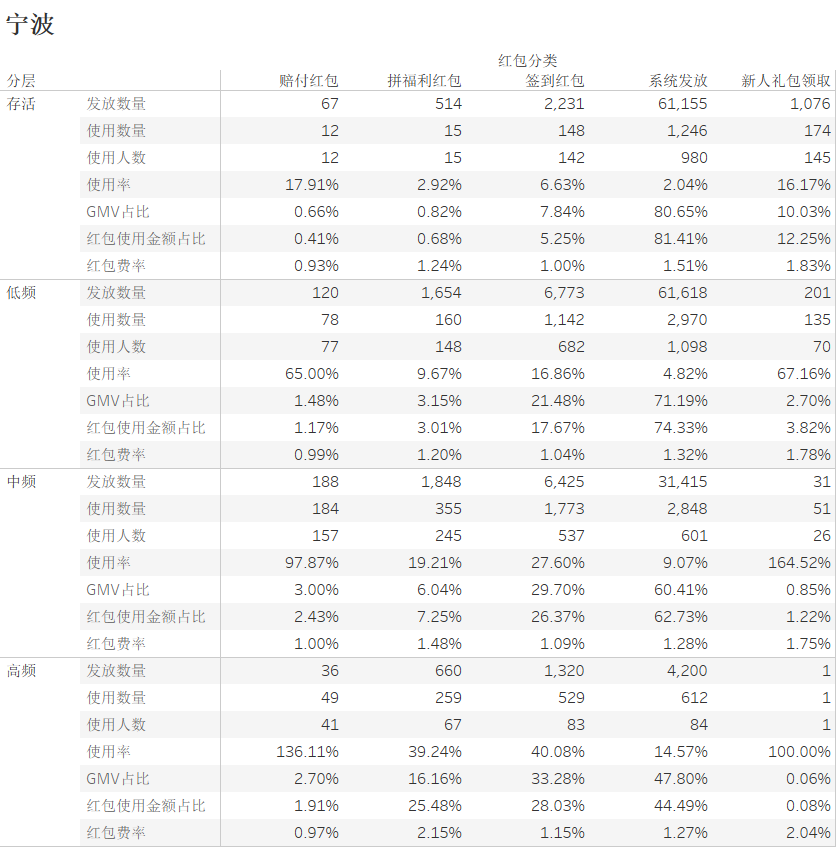 宁波
红包分类
分层 赔付红包 拼福利红包 签到红包 系统发放 新人礼包领取
存活 发放数量 67 514 2,231 61,155 1,076
使用数量 12 15 148 1,246 174
使用人数 12 15 142 980 145
使用率 17.91% 2.92% 6.63% 2.04% 16.17%
GMV占比 0.66% 0.82% 7.84% 80.65% 10.03%
红包使用金额占比 0.41% 0.68% 5.25% 81.41% 12.25%
红包费率 0.93% 1.24% 1.00% 1.51% 1.83%
低频 发放数量 120 1,654 6,773 61,618 201
使用数量 78 160 1,142 2,970 135
使用人数 77 148 682 1,098 70
使用率 65.00% 9.67% 16.86% 4.82% 67.16%
GMV占比 1.48% 3.15% 21.48% 71.19% 2.70%
红包使用金额占比 1.17% 3.01% 17.67% 74.33% 3.82%
红包费率 0.99% 1.20% 1.04% 1.32% 1.78%
中频 发放数量 188 1,848 6,425 31,415 31
使用数量 184 355 1,773 2,848 51
使用人数 157 245 537 601 26
使用率 97.87% 19.21% 27.60% 9.07% 164.52%
GMV占比 3.00% 6.04% 29.70% 60.41% 0.85%
红包使用金额占比 2.43% 7.25% 26.37% 62.73% 1.22%
红包费率 1.00% 1.48% 1.09% 1.28% 1.75%
高频 发放数量 36 660 1,320 4,200 1
使用数量 49 259 529 612 1
使用人数 41 67 83 84 1
使用率 136.11% 39.24% 40.08% 14.57% 100.00%
GMV占比 2.70% 16.16% 33.28% 47.80% 0.06%
红包使用金额占比 1.91% 25.48% 28.03% 44.49% 0.08%
红包费率 0.97% 2.15% 1.15% 1.27% 2.04%